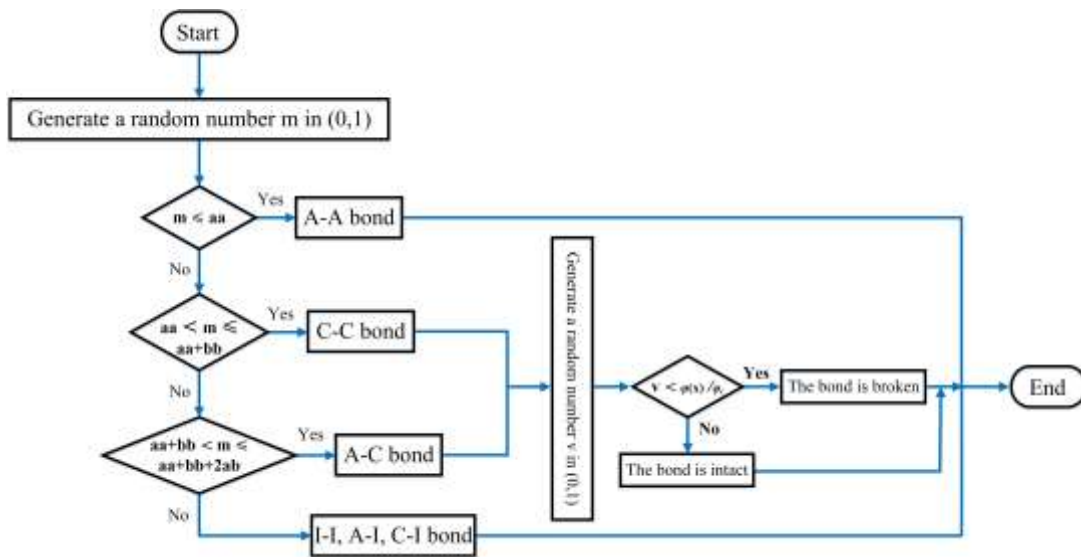 Start
Generate a random number m in (0,1)
m ⩽ aa
Yes
A-A bond
No
aa < m ⩽
aa+bb
Yes
C-C bond
No
aa+bb < m ⩽
aa+bb+2ab
Yes
A-C bond
No
I-I, A-I, C-I bond
Generate a random number v in (0,1)
v < φ(x) /φc
Yes
The bond is broken
No
The bond is intact
End